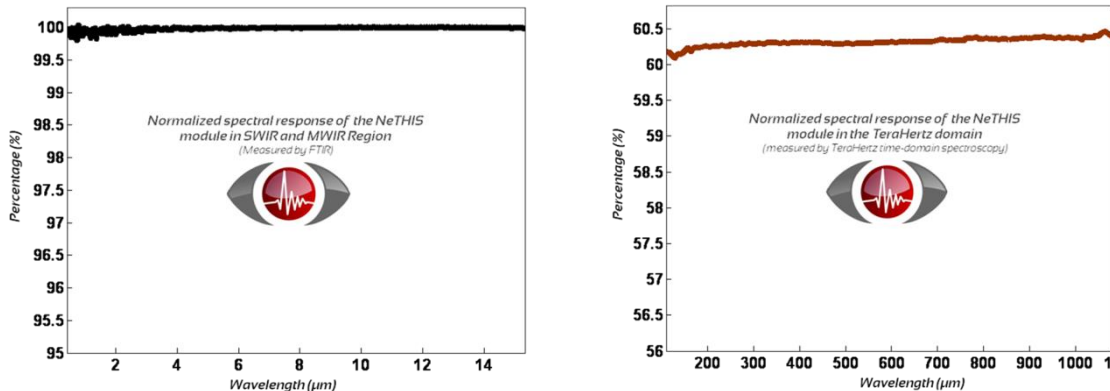 100
99.5
99
98.5
98
97.5
97
96.5
96
95.5
95
Percentage (%)
Normalized spectral response of the NeTHIS
module in SWIR and MWIR Region
(Measured by FTIR)
2 4 6 8 10 12 14
Wavelength (µm)
60.5
60
59.5
59
58.5
58
57.5
57
56.5
56
Percentage (%)
Normalized spectral response of the NeTHIS
module in the TeraHertz domain
(measured by TeraHertz time-domain spectroscopy)
200 300 400 500 600 700 800 900 1000
Wavelength (µm)